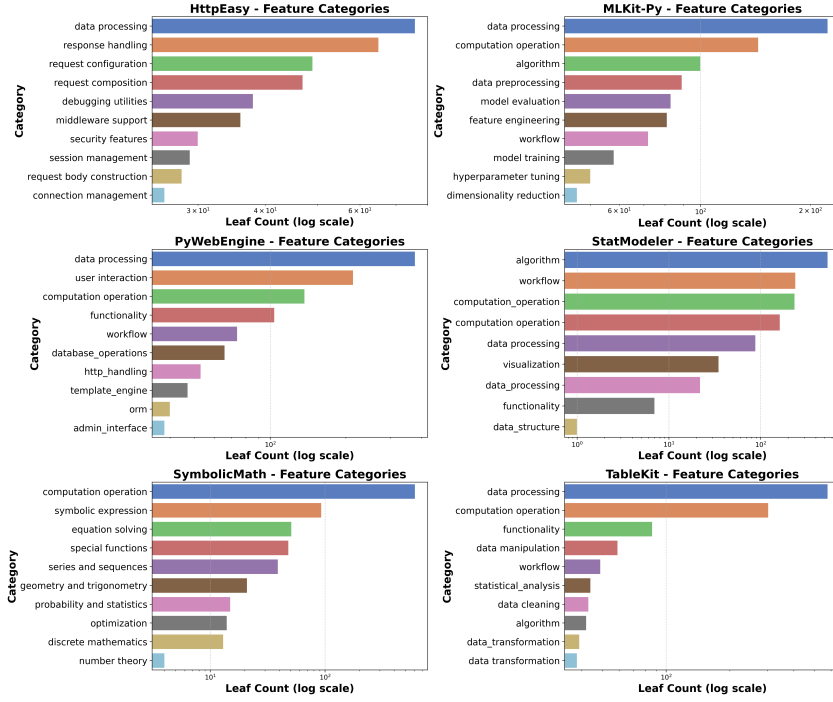 HttpEasy - Feature Categories
Category
data processing
response handling
request configuration
request composition
debugging utilities
middleware support
security features
session management
request body construction
connection management
3 × 10¹ 4 × 10¹ 6 × 10¹
Leaf Count (log scale)
MLKit-Py - Feature Categories
Category
data processing
computation operation
algorithm
data preprocessing
model evaluation
feature engineering
workflow
model training
hyperparameter tuning
dimensionality reduction
6 × 10¹ 10² 2 × 10²
Leaf Count (log scale)
PyWebEngine - Feature Categories
Category
data processing
user interaction
computation operation
functionality
workflow
database_operations
http_handling
template_engine
orm
admin_interface
10²
Leaf Count (log scale)
StatModeler - Feature Categories
Category
algorithm
workflow
computation_operation
computation operation
data processing
visualization
data_processing
functionality
data_structure
10⁰ 10¹ 10²
Leaf Count (log scale)
SymbolicMath - Feature Categories
Category
computation operation
symbolic expression
equation solving
special functions
series and sequences
geometry and trigonometry
probability and statistics
optimization
discrete mathematics
number theory
10¹ 10²
Leaf Count (log scale)
TableKit - Feature Categories
Category
data processing
computation operation
functionality
data manipulation
workflow
statistical_analysis
data cleaning
algorithm
data_transformation
data transformation
10²
Leaf Count (log scale)